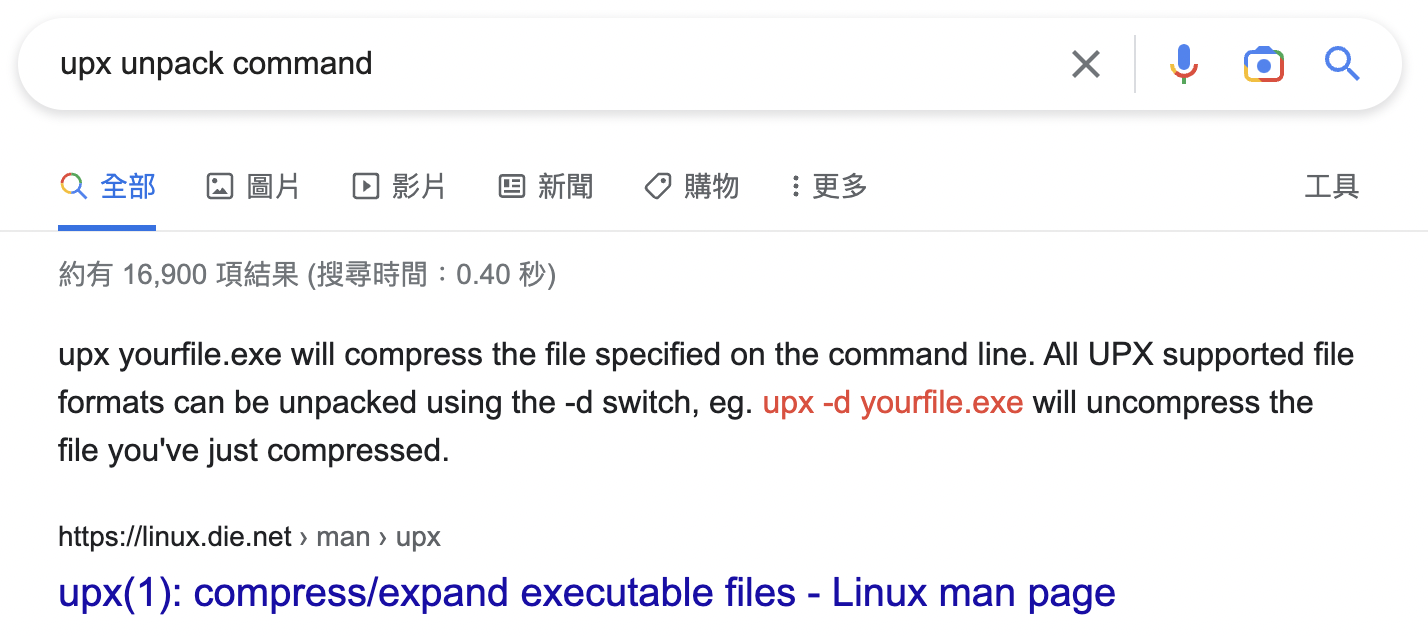 upx unpack command
全部 圖片 影片 新聞 購物 更多 工具
約有 16,900 項結果 (搜尋時間：0.40 秒)
upx yourfile.exe will compress the file specified on the command line. All UPX supported file
formats can be unpacked using the -d switch, eg. upx -d yourfile.exe will uncompress the
file you've just compressed.
https://linux.die.net › man › upx
upx(1): compress/expand executable files - Linux man page